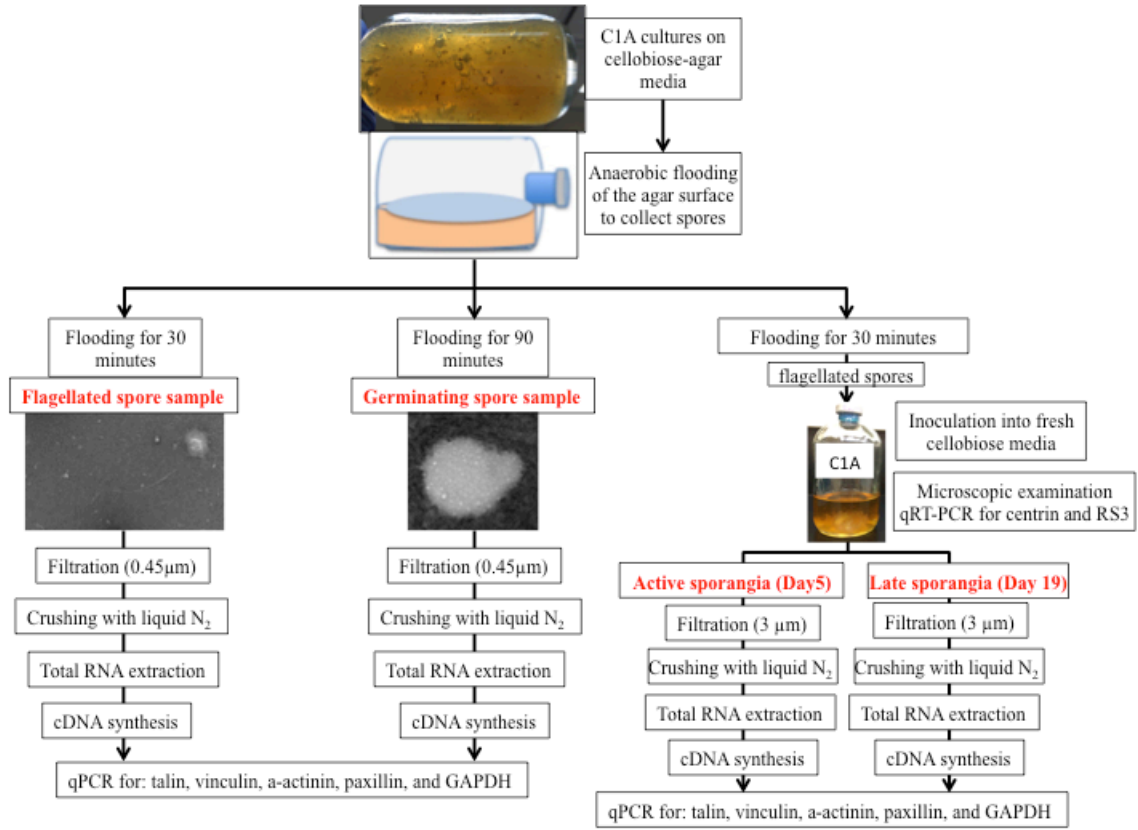 C1A cultures on
cellobiose-agar
media
Anaerobic flooding
of the agar surface
to collect spores
Flooding for 30
minutes
Flagellated spore sample
Filtration (0.45µm)
Crushing with liquid N₂
Total RNA extraction
cDNA synthesis
Flooding for 90
minutes
Germinating spore sample
Filtration (0.45µm)
Crushing with liquid N₂
Total RNA extraction
cDNA synthesis
qPCR for: talin, vinculin, a-actinin, paxillin, and GAPDH
Flooding for 30 minutes
flagellated spores
C1A
Inoculation into fresh
cellobiose media
Microscopic examination
qRT-PCR for centrin and RS3
Active sporangia (Day5)
Filtration (3 µm)
Crushing with liquid N₂
Total RNA extraction
cDNA synthesis
Late sporangia (Day 19)
Filtration (3 µm)
Crushing with liquid N₂
Total RNA extraction
cDNA synthesis
qPCR for: talin, vinculin, a-actinin, paxillin, and GAPDH